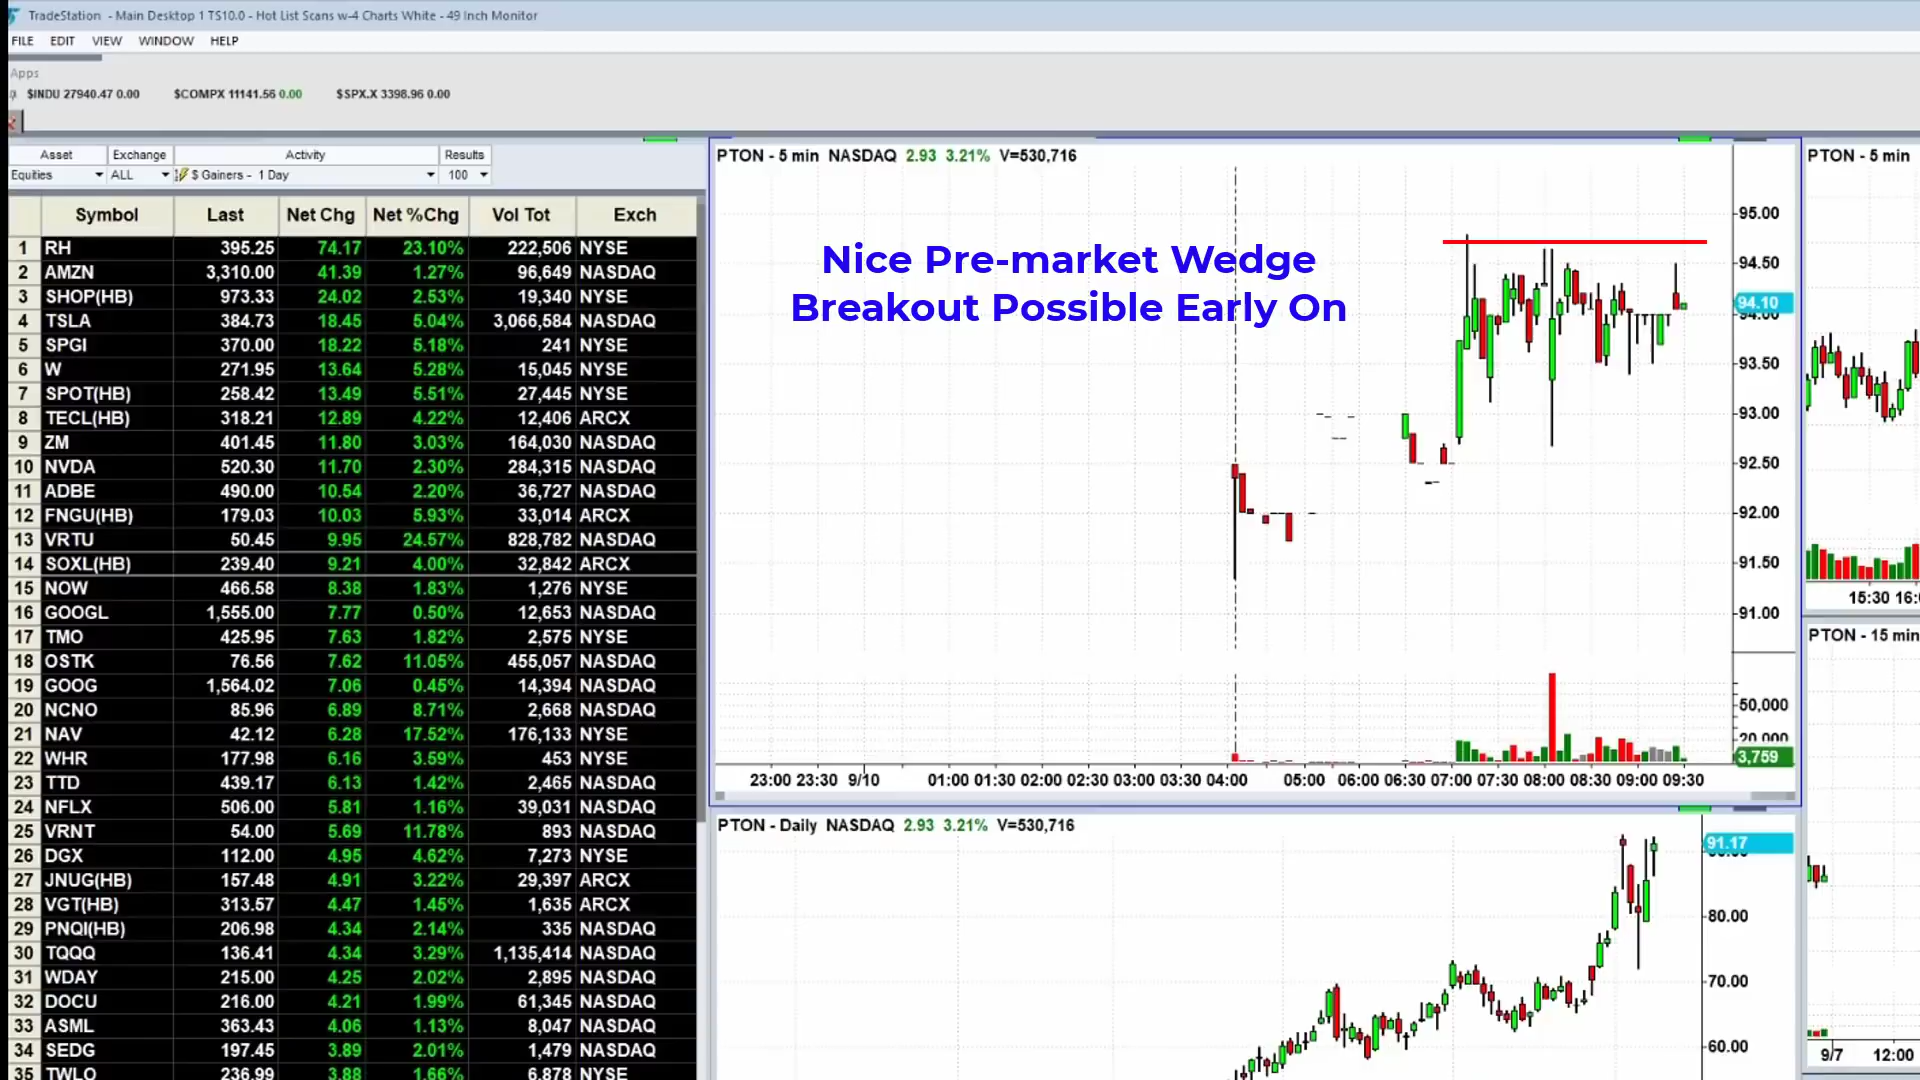 TradeStation - Main Desktop 1 TS10.0 - Hot List Scans w-4 Charts White - 49 Inch Monitor
FILE EDIT VIEW WINDOW HELP
Apps
$INDU 27940.47 0.00 $COMPX 11141.56 0.00 $SPX.X 3398.96 0.00
Asset Exchange Activity Results
Equities ALL $ Gainers - 1 Day 100
Symbol Last Net Chg Net %Chg Vol Tot Exch
1 RH 395.25 74.17 23.10% 222,506 NYSE
2 AMZN 3,310.00 41.39 1.27% 96,649 NASDAQ
3 SHOP(HB) 973.33 24.02 2.53% 19,340 NYSE
4 TSLA 384.73 18.45 5.04% 3,066,584 NASDAQ
5 SPGI 370.00 18.22 5.18% 241 NYSE
6 W 271.95 13.64 5.28% 15,045 NYSE
7 SPOT(HB) 258.42 13.49 5.51% 27,445 NYSE
8 TECL(HB) 318.21 12.89 4.22% 12,406 ARCX
9 ZM 401.45 11.80 3.03% 164,030 NASDAQ
10 NVDA 520.30 11.70 2.30% 284,315 NASDAQ
11 ADBE 490.00 10.54 2.20% 36,727 NASDAQ
12 FNGU(HB) 179.03 10.03 5.93% 33,014 ARCX
13 VRTU 50.45 9.95 24.57% 828,782 NASDAQ
14 SOXL(HB) 239.40 9.21 4.00% 32,842 ARCX
15 NOW 466.58 8.38 1.83% 1,276 NYSE
16 GOOGL 1,555.00 7.77 0.50% 12,653 NASDAQ
17 TMO 425.95 7.63 1.82% 2,575 NYSE
18 OSTK 76.56 7.62 11.05% 455,057 NASDAQ
19 GOOG 1,564.02 7.06 0.45% 14,394 NASDAQ
20 NCNO 85.96 6.89 8.71% 2,668 NASDAQ
21 NAV 42.12 6.28 17.52% 176,133 NYSE
22 WHR 177.98 6.16 3.59% 453 NYSE
23 TTD 439.17 6.13 1.42% 2,465 NASDAQ
24 NFLX 506.00 5.81 1.16% 39,031 NASDAQ
25 VRNT 54.00 5.69 11.78% 893 NASDAQ
26 DGX 112.00 4.95 4.62% 7,273 NYSE
27 JNUG(HB) 157.48 4.91 3.22% 29,397 ARCX
28 VGT(HB) 313.57 4.47 1.45% 1,635 ARCX
29 PNQI(HB) 206.98 4.34 2.14% 335 NASDAQ
30 TQQQ 136.41 4.34 3.29% 1,135,414 NASDAQ
31 WDAY 215.00 4.25 2.02% 2,895 NASDAQ
32 DOCU 216.00 4.21 1.99% 61,345 NASDAQ
33 ASML 363.43 4.06 1.13% 8,047 NASDAQ
34 SEDG 197.45 3.89 2.01% 1,479 NASDAQ
35 TWLO 236.99 3.88 1.66% 6,878 NYSE
PTON - 5 min NASDAQ 2.93 3.21% V=530,716
Nice Pre-market Wedge
Breakout Possible Early On
95.00
94.50
94.10
94.00
93.50
93.00
92.50
92.00
91.50
91.00
50,000
20,000
3,759
23:00 23:30 9/10 01:00 01:30 02:00 02:30 03:00 03:30 04:00 05:00 06:00 06:30 07:00 07:30 08:00 08:30 09:00 09:30
PTON - Daily NASDAQ 2.93 3.21% V=530,716
91.17
80.00
70.00
60.00
PTON - 5 min
15:30
PTON - 15 min
9/7 12:00